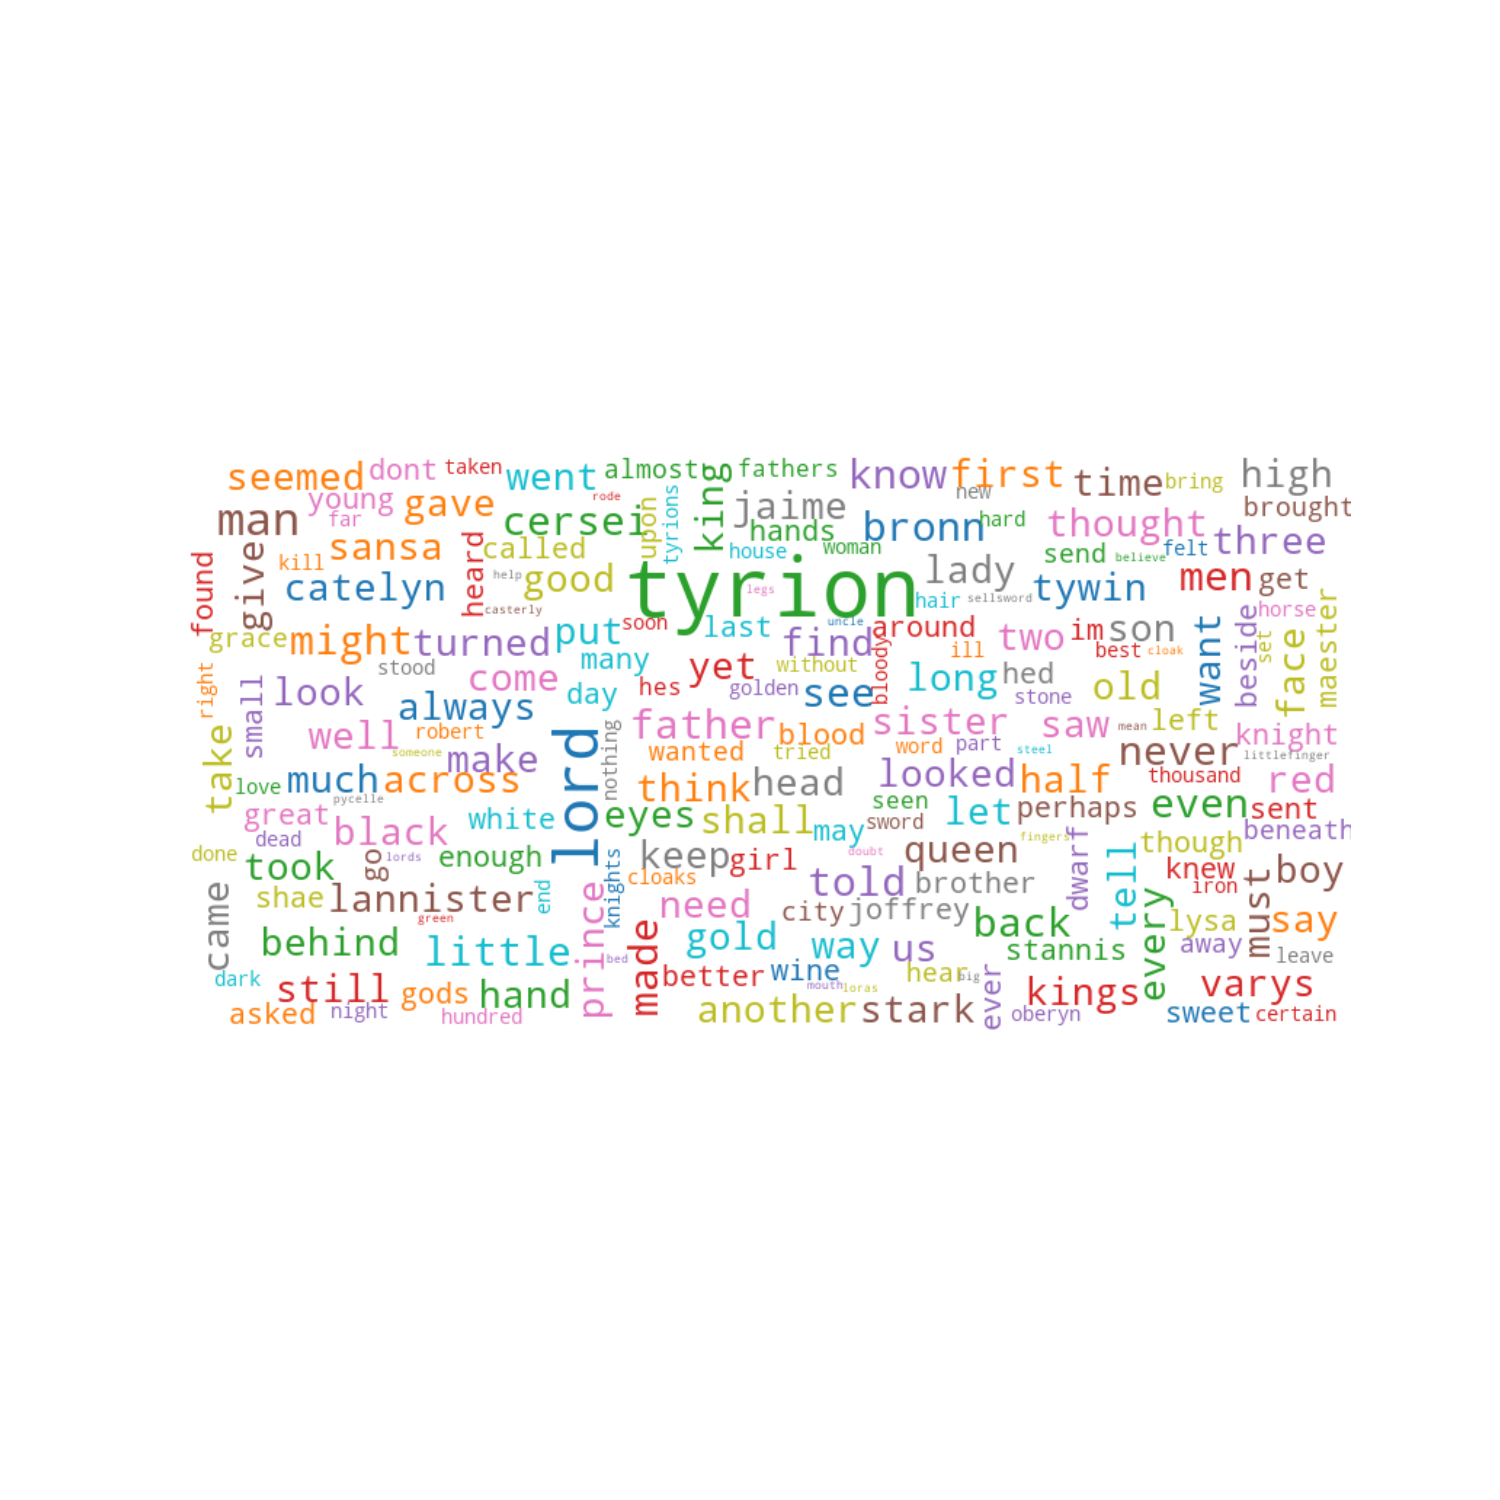 seemed dont taken went almost fathers know first time bring high
young far gave rode upon tyrions king jaime new brought
man cersei hands bronn hard thought three
sansa called house woman send believe felt
found give kill heard help good tyrion legs lady tywin men get
catelyn casterly hair sellsword horse maester
grace might turned put soon last find uncle around two im son want beside set face
right stood come many yet without bloody ill best cloak
small look day hes golden see long hed stone old
always lord nothing father blood sister saw mean left knight
take well robert wanted tried word part steel never littlefinger
someone make think head looked half thousand red
love much across pycelle seen let perhaps even sent
great black white eyes shall may sword fingers though beneath
done dead go lords enough keep girl doubt queen dwarf tell knew boy
took cloaks told brother iron must
came shae lannister end knights prince need city joffrey back every lysa say
green made gold way us stannis away
behind little bed better wine hear big leave
dark still gods hand mouth loras ever kings varys
asked night hundred another stark oberyn sweet certain